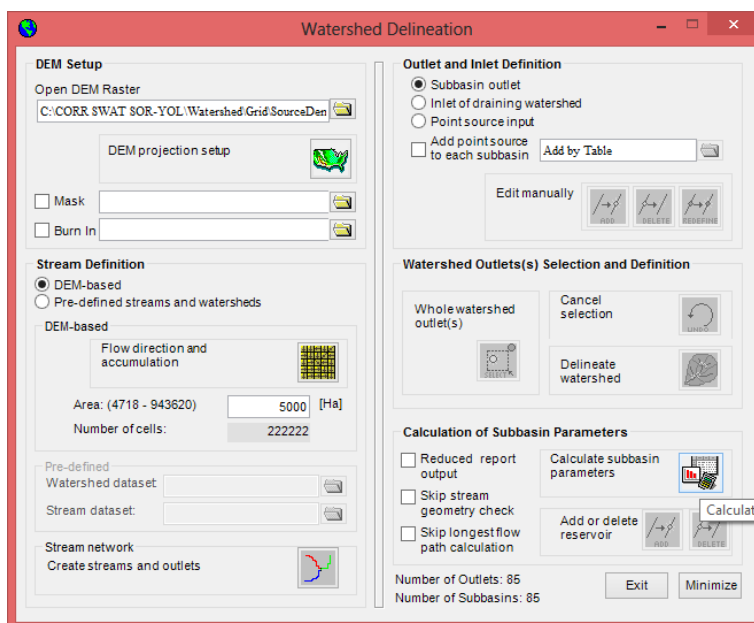 Watershed Delineation
DEM Setup
Open DEM Raster
C:\CORR SWAT SOR-YOL\Watershed\Grid\SourceDen
DEM projection setup
Mask
Burn In
Stream Definition
DEM-based
Pre-defined streams and watersheds
DEM-based
Flow direction and
accumulation
Area: (4718 - 943620)
5000
[Ha]
Number of cells:
222222
Pre-defined
Watershed dataset:
Stream dataset:
Stream network
Create streams and outlets
Outlet and Inlet Definition
Subbasin outlet
Inlet of draining watershed
Point source input
Add point source
to each subbasin
Add by Table
Edit manually
ADD
DELETE
REDEFINE
Watershed Outlets(s) Selection and Definition
Whole watershed
outlet(s)
SELECT
Cancel
selection
UNDO
Delineate
watershed
Calculation of Subbasin Parameters
Reduced report
output
Skip stream
geometry check
Skip longest flow
path calculation
Calculate subbasin
parameters
Calculat
Add or delete
reservoir
ADD
DELETE
Number of Outlets: 85
Number of Subbasins: 85
Exit
Minimize